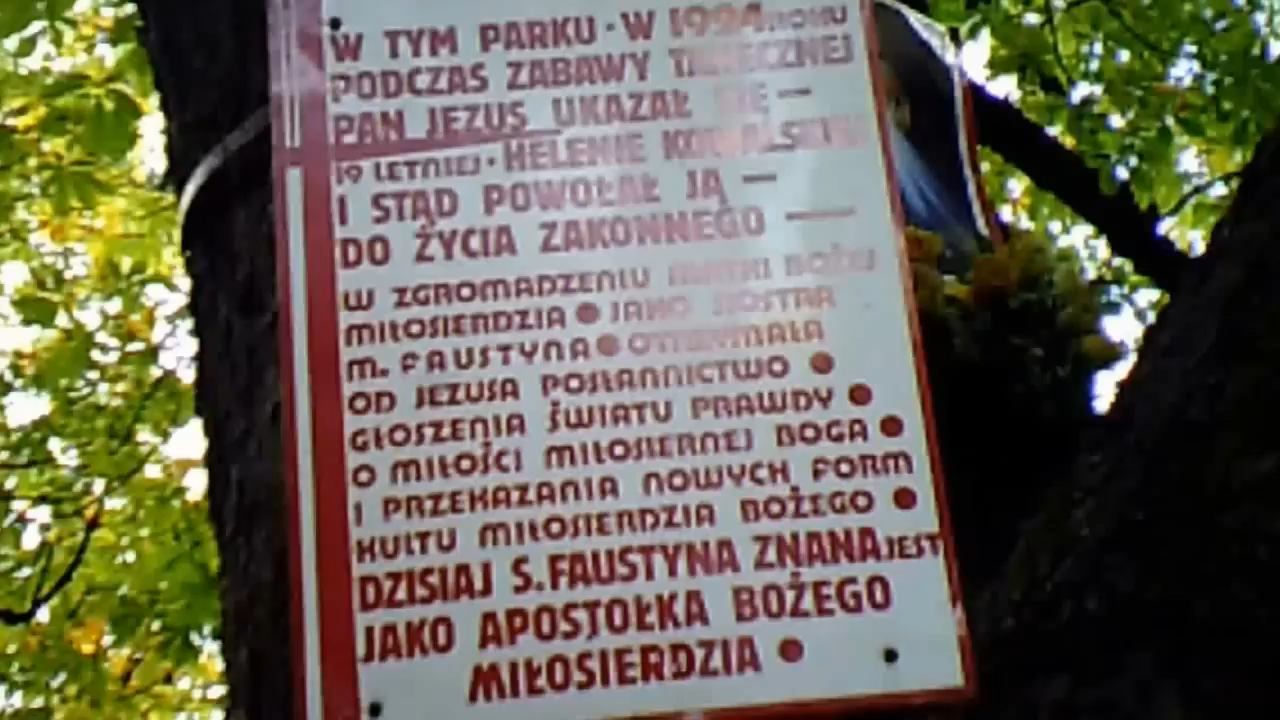 W TYM PARKU · W 1924 ROKU
PODCZAS ZABAWY TANECZNEJ
PAN JEZUS UKAZAŁ SIĘ —
19 LETNIEJ · HELENIE KOWALSKIEJ
I STĄD POWOŁAŁ JĄ —
DO ŻYCIA ZAKONNEGO —
W ZGROMADZENIU MATKI BOŻEJ
MIŁOSIERDZIA ● JAKO SIOSTRA
M. FAUSTYNA ● OTRZYMAŁA
OD JEZUSA POSŁANNICTWO ●
GŁOSZENIA ŚWIATU PRAWDY ●
O MIŁOŚCI MIŁOSIERNEJ BOGA ●
I PRZEKAZANIA NOWYCH FORM
KULTU MIŁOSIERDZIA BOŻEGO ●
DZISIAJ S. FAUSTYNA ZNANA JEST
JAKO APOSTOŁKA BOŻEGO
MIŁOSIERDZIA ●